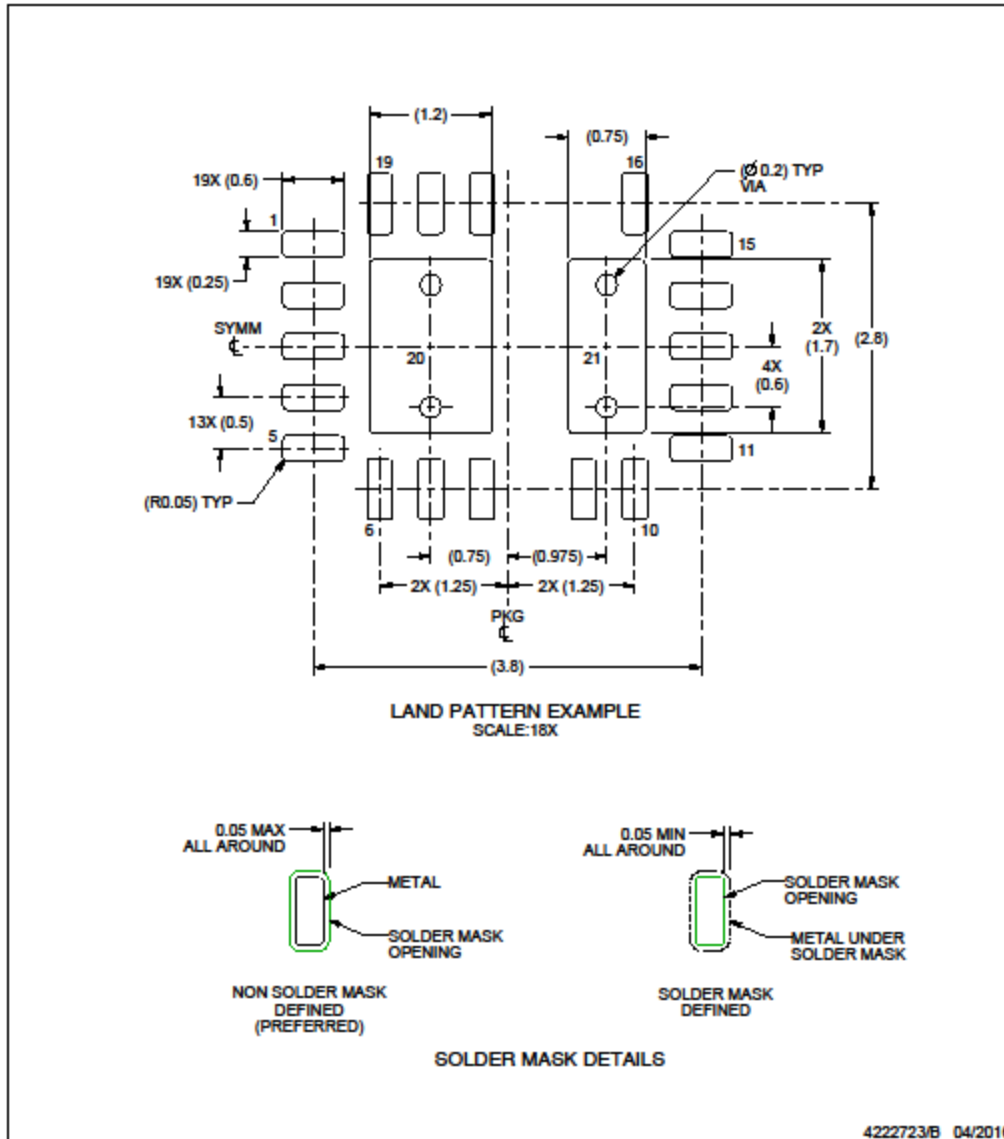 (1.2)
(0.75)
19
16
(Ø 0.2) TYP
VIA
19X (0.6)
1
15
19X (0.25)
SYMM
℄
20
21
2X
(1.7)
(2.8)
4X
(0.6)
13X (0.5)
5
11
(R0.05) TYP
6
10
(0.75)
(0.975)
2X (1.25)
2X (1.25)
PKG
℄
(3.8)
LAND PATTERN EXAMPLE
SCALE:18X
0.05 MAX
ALL AROUND
METAL
SOLDER MASK
OPENING
NON SOLDER MASK
DEFINED
(PREFERRED)
0.05 MIN
ALL AROUND
SOLDER MASK
OPENING
METAL UNDER
SOLDER MASK
SOLDER MASK
DEFINED
SOLDER MASK DETAILS
4222723/B 04/2016